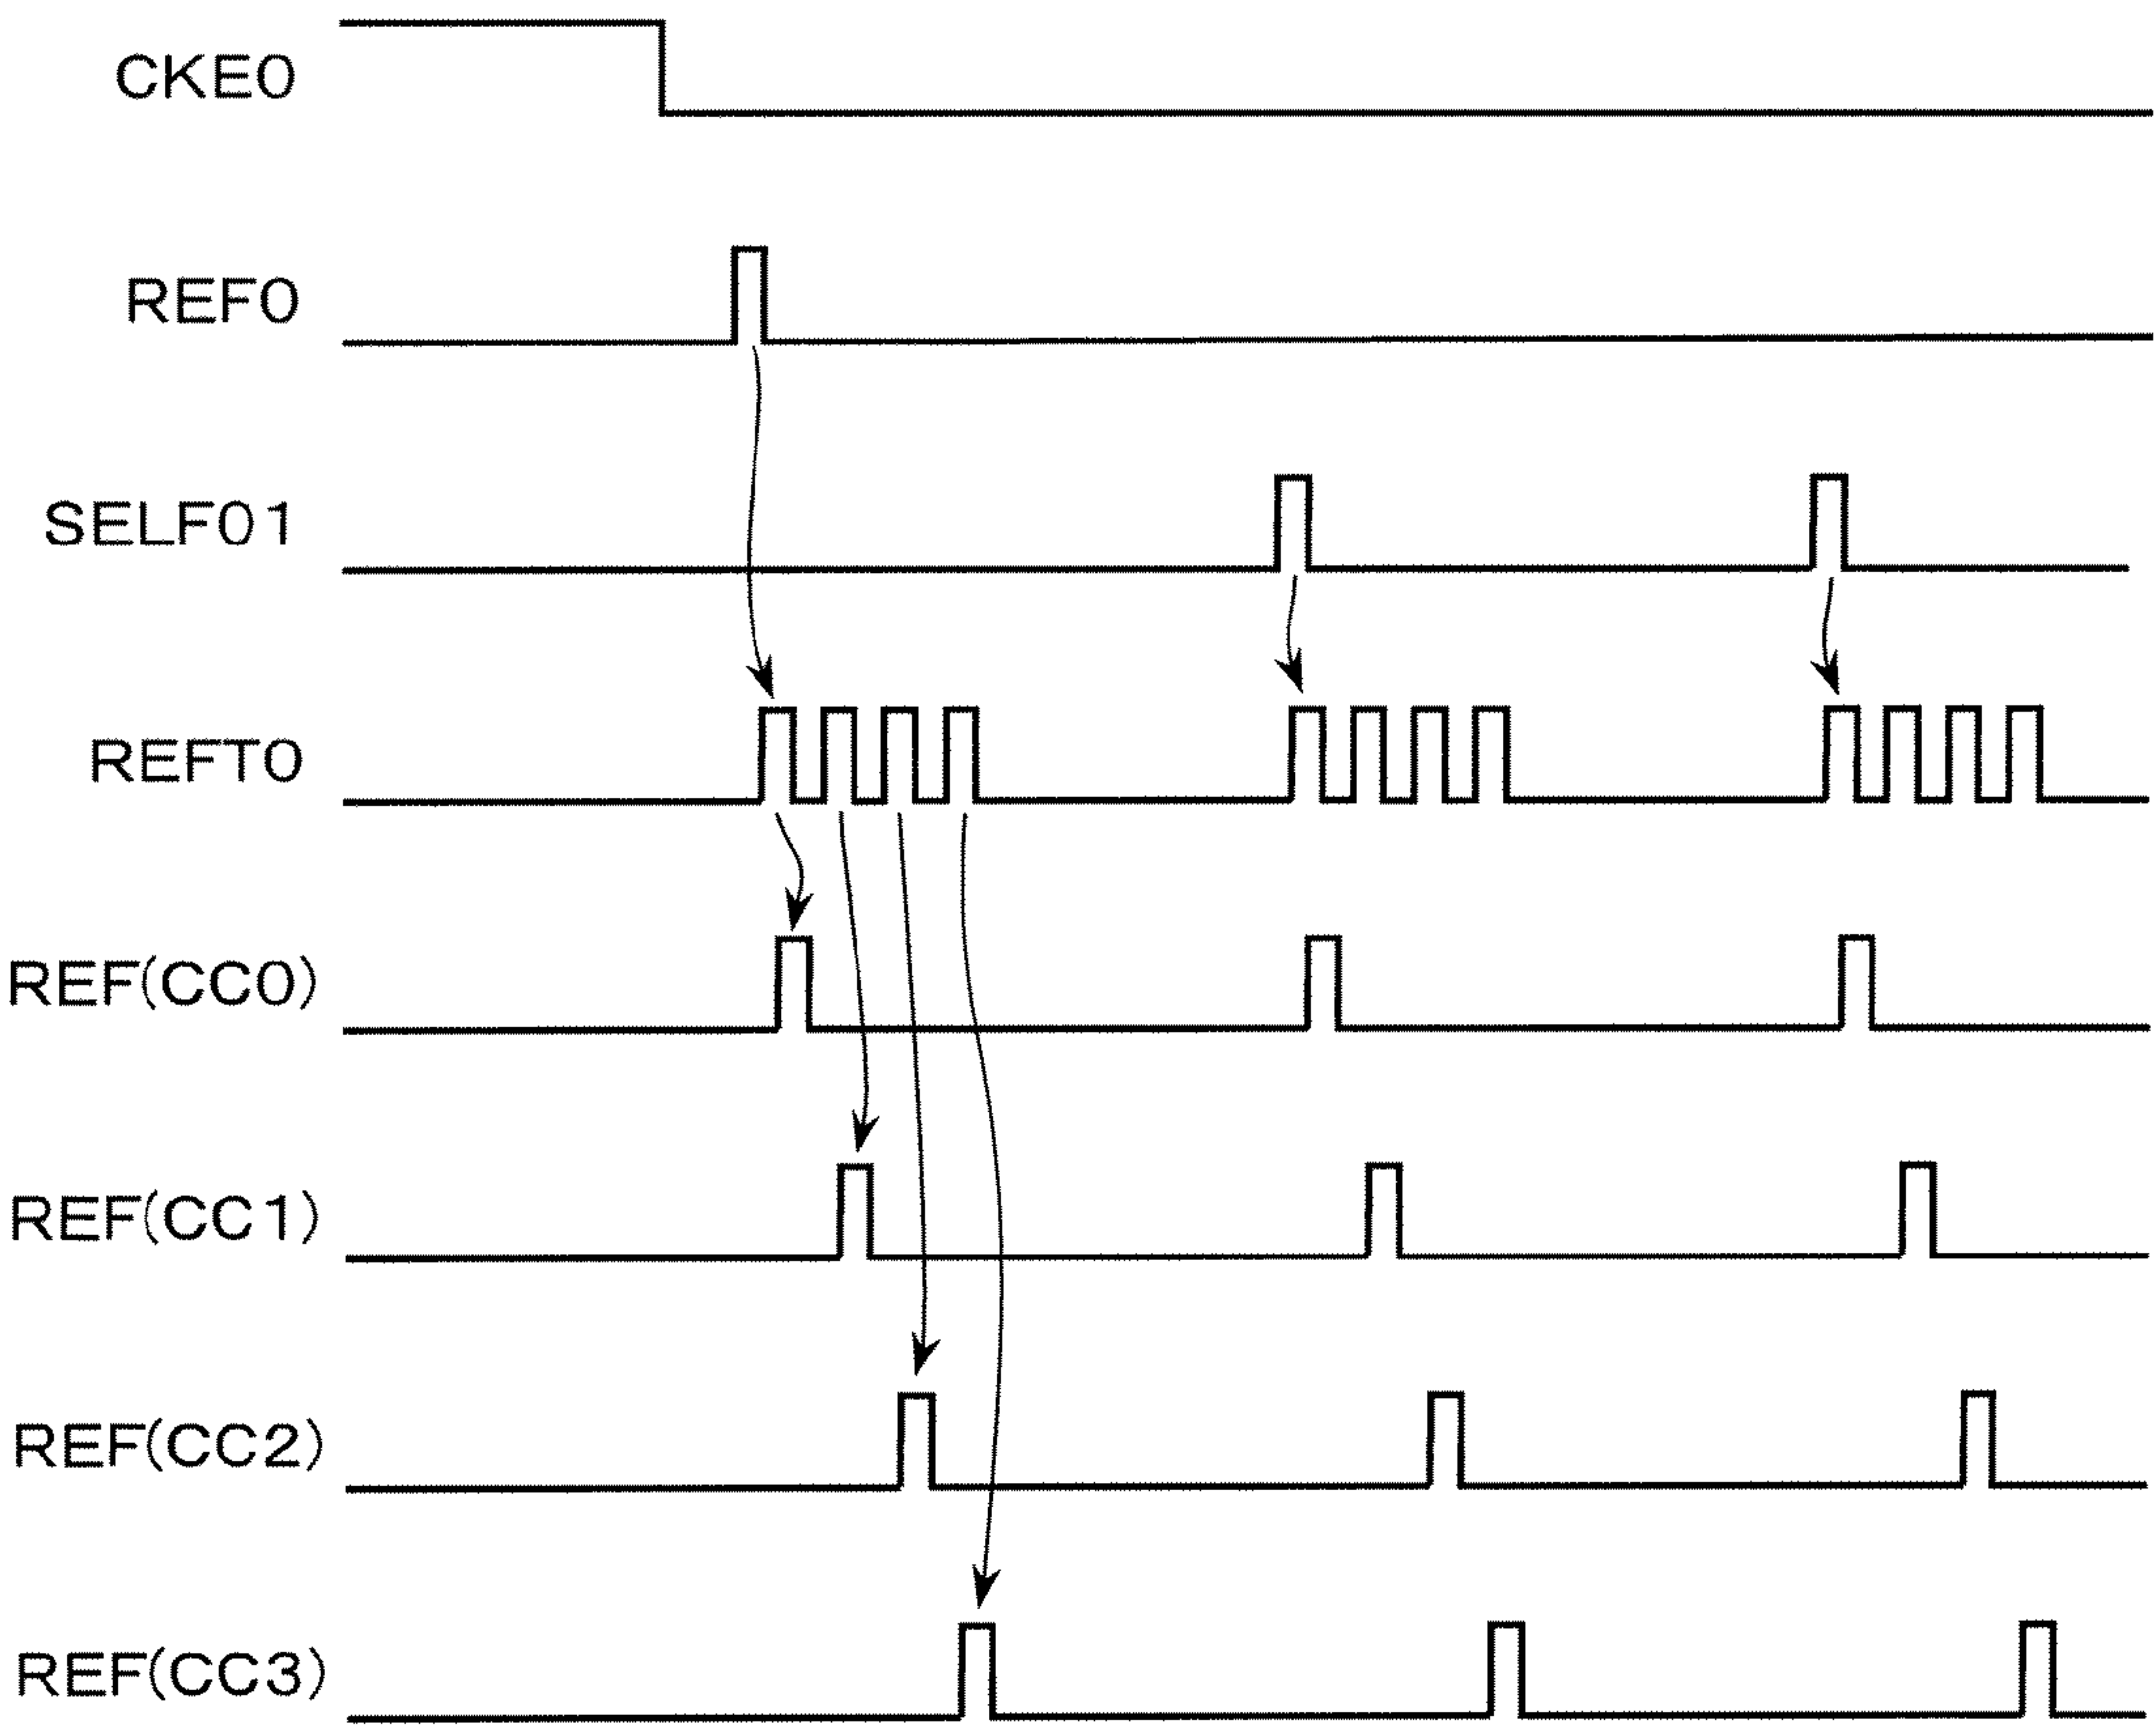 CKE0
REF0
SELF01
REFT0
REF(CC0)
REF(CC1)
REF(CC2)
REF(CC3)